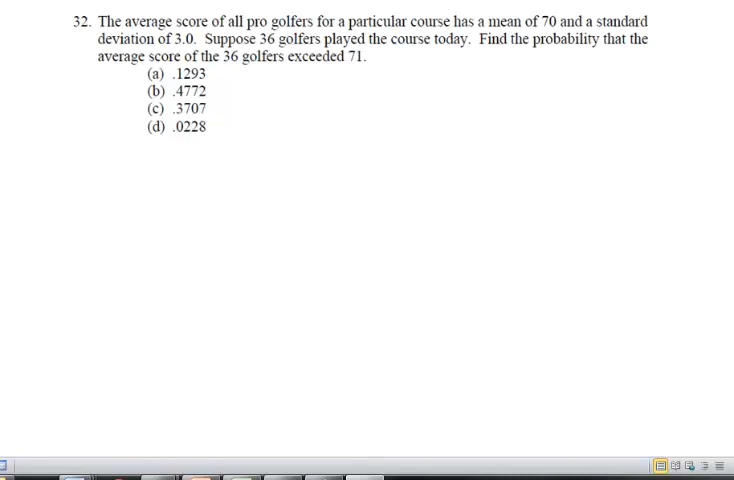 32. The average score of all pro golfers for a particular course has a mean of 70 and a standard
deviation of 3.0. Suppose 36 golfers played the course today. Find the probability that the
average score of the 36 golfers exceeded 71.
(a) .1293
(b) .4772
(c) .3707
(d) .0228